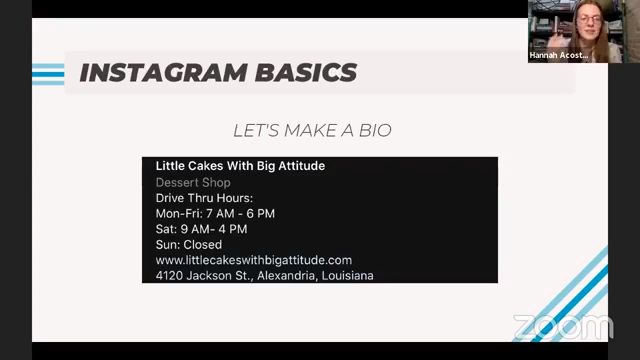 INSTAGRAM BASICS
Hannah Acost...
LET'S MAKE A BIO
Little Cakes With Big Attitude
Dessert Shop
Drive Thru Hours:
Mon-Fri: 7 AM - 6 PM
Sat: 9 AM- 4 PM
Sun: Closed
www.littlecakeswithbigattitude.com
4120 Jackson St., Alexandria, Louisiana
zoom